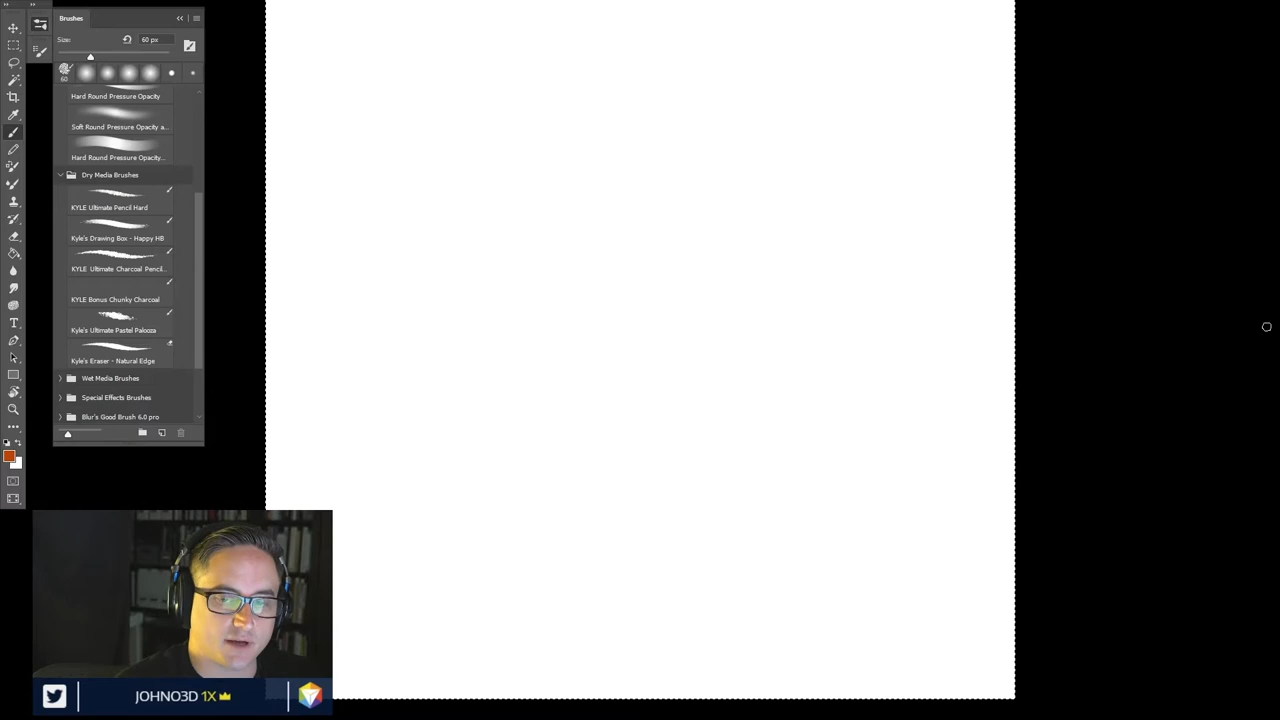 Brushes
Size:
60 px
60
Hard Round Pressure Opacity
Soft Round Pressure Opacity a...
Hard Round Pressure Opacity...
Dry Media Brushes
KYLE Ultimate Pencil Hard
Kyle's Drawing Box - Happy HB
KYLE Ultimate Charcoal Pencil...
KYLE Bonus Chunky Charcoal
Kyle's Ultimate Pastel Palooza
Kyle's Eraser - Natural Edge
Wet Media Brushes
Special Effects Brushes
Blur's Good Brush 6.0 pro
JOHNO3D 1X